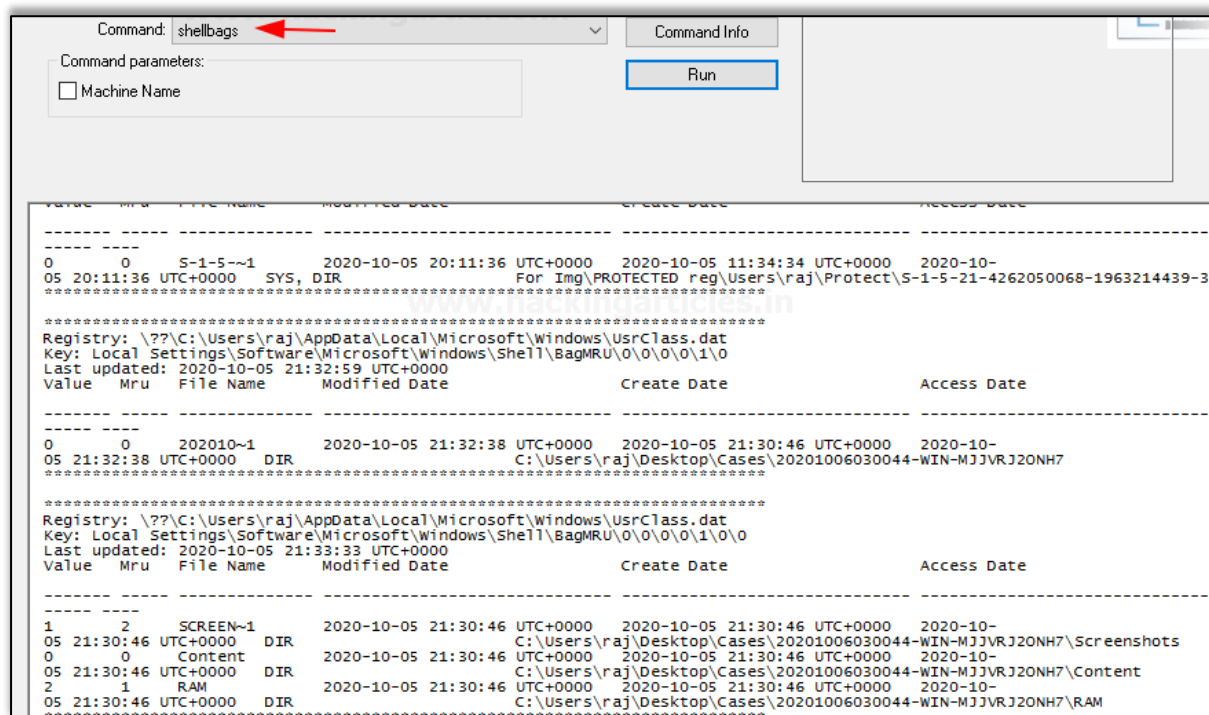 Command: shellbags
Command Info
Command parameters:
Run
Machine Name
Value Mru File Name Modified Date Create Date Access Date
------- ----- -------------- ------------------------------ ------------------------------ ------------------------------
----- ----
0 0 S-1-5-~1 2020-10-05 20:11:36 UTC+0000 2020-10-05 11:34:34 UTC+0000 2020-10-
05 20:11:36 UTC+0000 SYS, DIR For Img\PROTECTED reg\Users\raj\Protect\S-1-5-21-4262050068-1963214439-3
***************************************************************************
www.hackingarticles.in
***************************************************************************
Registry: \??\C:\Users\raj\AppData\Local\Microsoft\Windows\UsrClass.dat
Key: Local Settings\Software\Microsoft\Windows\Shell\BagMRU\0\0\0\0\1\0
Last updated: 2020-10-05 21:32:59 UTC+0000
Value Mru File Name Modified Date Create Date Access Date
------- ----- -------------- ------------------------------ ------------------------------ ------------------------------
----- ----
0 0 202010~1 2020-10-05 21:32:38 UTC+0000 2020-10-05 21:30:46 UTC+0000 2020-10-
05 21:32:38 UTC+0000 DIR C:\Users\raj\Desktop\Cases\20201006030044-WIN-MJJVRJ2ONH7
***************************************************************************
***************************************************************************
Registry: \??\C:\Users\raj\AppData\Local\Microsoft\Windows\UsrClass.dat
Key: Local Settings\Software\Microsoft\Windows\Shell\BagMRU\0\0\0\0\1\0\0
Last updated: 2020-10-05 21:33:33 UTC+0000
Value Mru File Name Modified Date Create Date Access Date
------- ----- -------------- ------------------------------ ------------------------------ ------------------------------
----- ----
1 2 SCREEN~1 2020-10-05 21:30:46 UTC+0000 2020-10-05 21:30:46 UTC+0000 2020-10-
05 21:30:46 UTC+0000 DIR C:\Users\raj\Desktop\Cases\20201006030044-WIN-MJJVRJ2ONH7\Screenshots
0 0 Content 2020-10-05 21:30:46 UTC+0000 2020-10-05 21:30:46 UTC+0000 2020-10-
05 21:30:46 UTC+0000 DIR C:\Users\raj\Desktop\Cases\20201006030044-WIN-MJJVRJ2ONH7\Content
2 1 RAM 2020-10-05 21:30:46 UTC+0000 2020-10-05 21:30:46 UTC+0000 2020-10-
05 21:30:46 UTC+0000 DIR C:\Users\raj\Desktop\Cases\20201006030044-WIN-MJJVRJ2ONH7\RAM
***************************************************************************